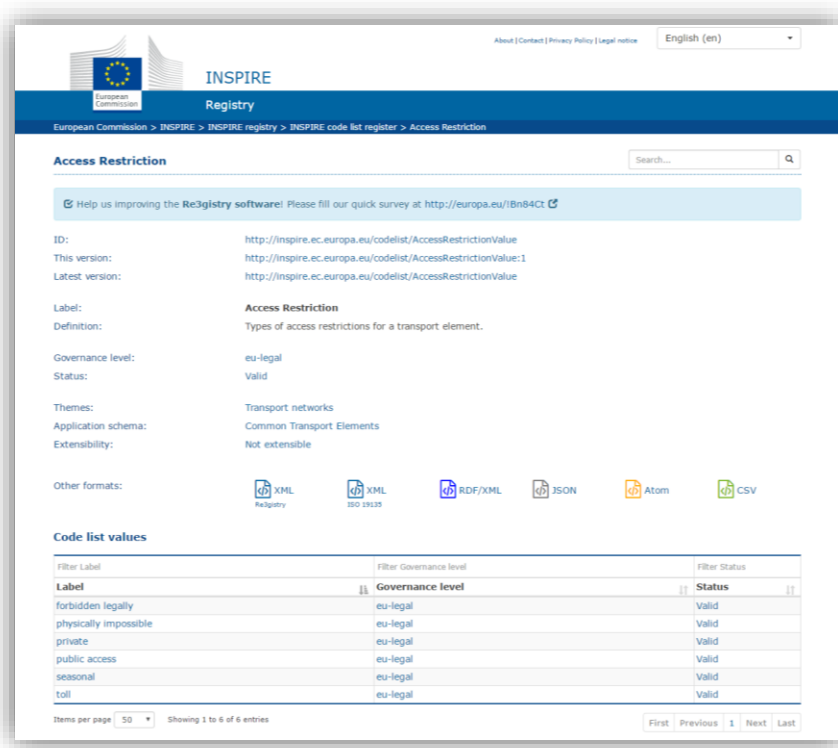 About | Contact | Privacy Policy | Legal notice
English (en)
European
Commission
INSPIRE
Registry
European Commission > INSPIRE > INSPIRE registry > INSPIRE code list register > Access Restriction
Access Restriction
Search...
Help us improving the Re3gistry software! Please fill our quick survey at http://europa.eu/!Bn84Ct
ID: http://inspire.ec.europa.eu/codelist/AccessRestrictionValue
This version: http://inspire.ec.europa.eu/codelist/AccessRestrictionValue:1
Latest version: http://inspire.ec.europa.eu/codelist/AccessRestrictionValue
Label: Access Restriction
Definition: Types of access restrictions for a transport element.
Governance level: eu-legal
Status: Valid
Themes: Transport networks
Application schema: Common Transport Elements
Extensibility: Not extensible
Other formats: XML XML RDF/XML JSON Atom CSV
Re3gistry ISO 19135
Code list values
Filter Label Filter Governance level Filter Status
Label Governance level Status
forbidden legally eu-legal Valid
physically impossible eu-legal Valid
private eu-legal Valid
public access eu-legal Valid
seasonal eu-legal Valid
toll eu-legal Valid
Items per page 50 Showing 1 to 6 of 6 entries First Previous 1 Next Last